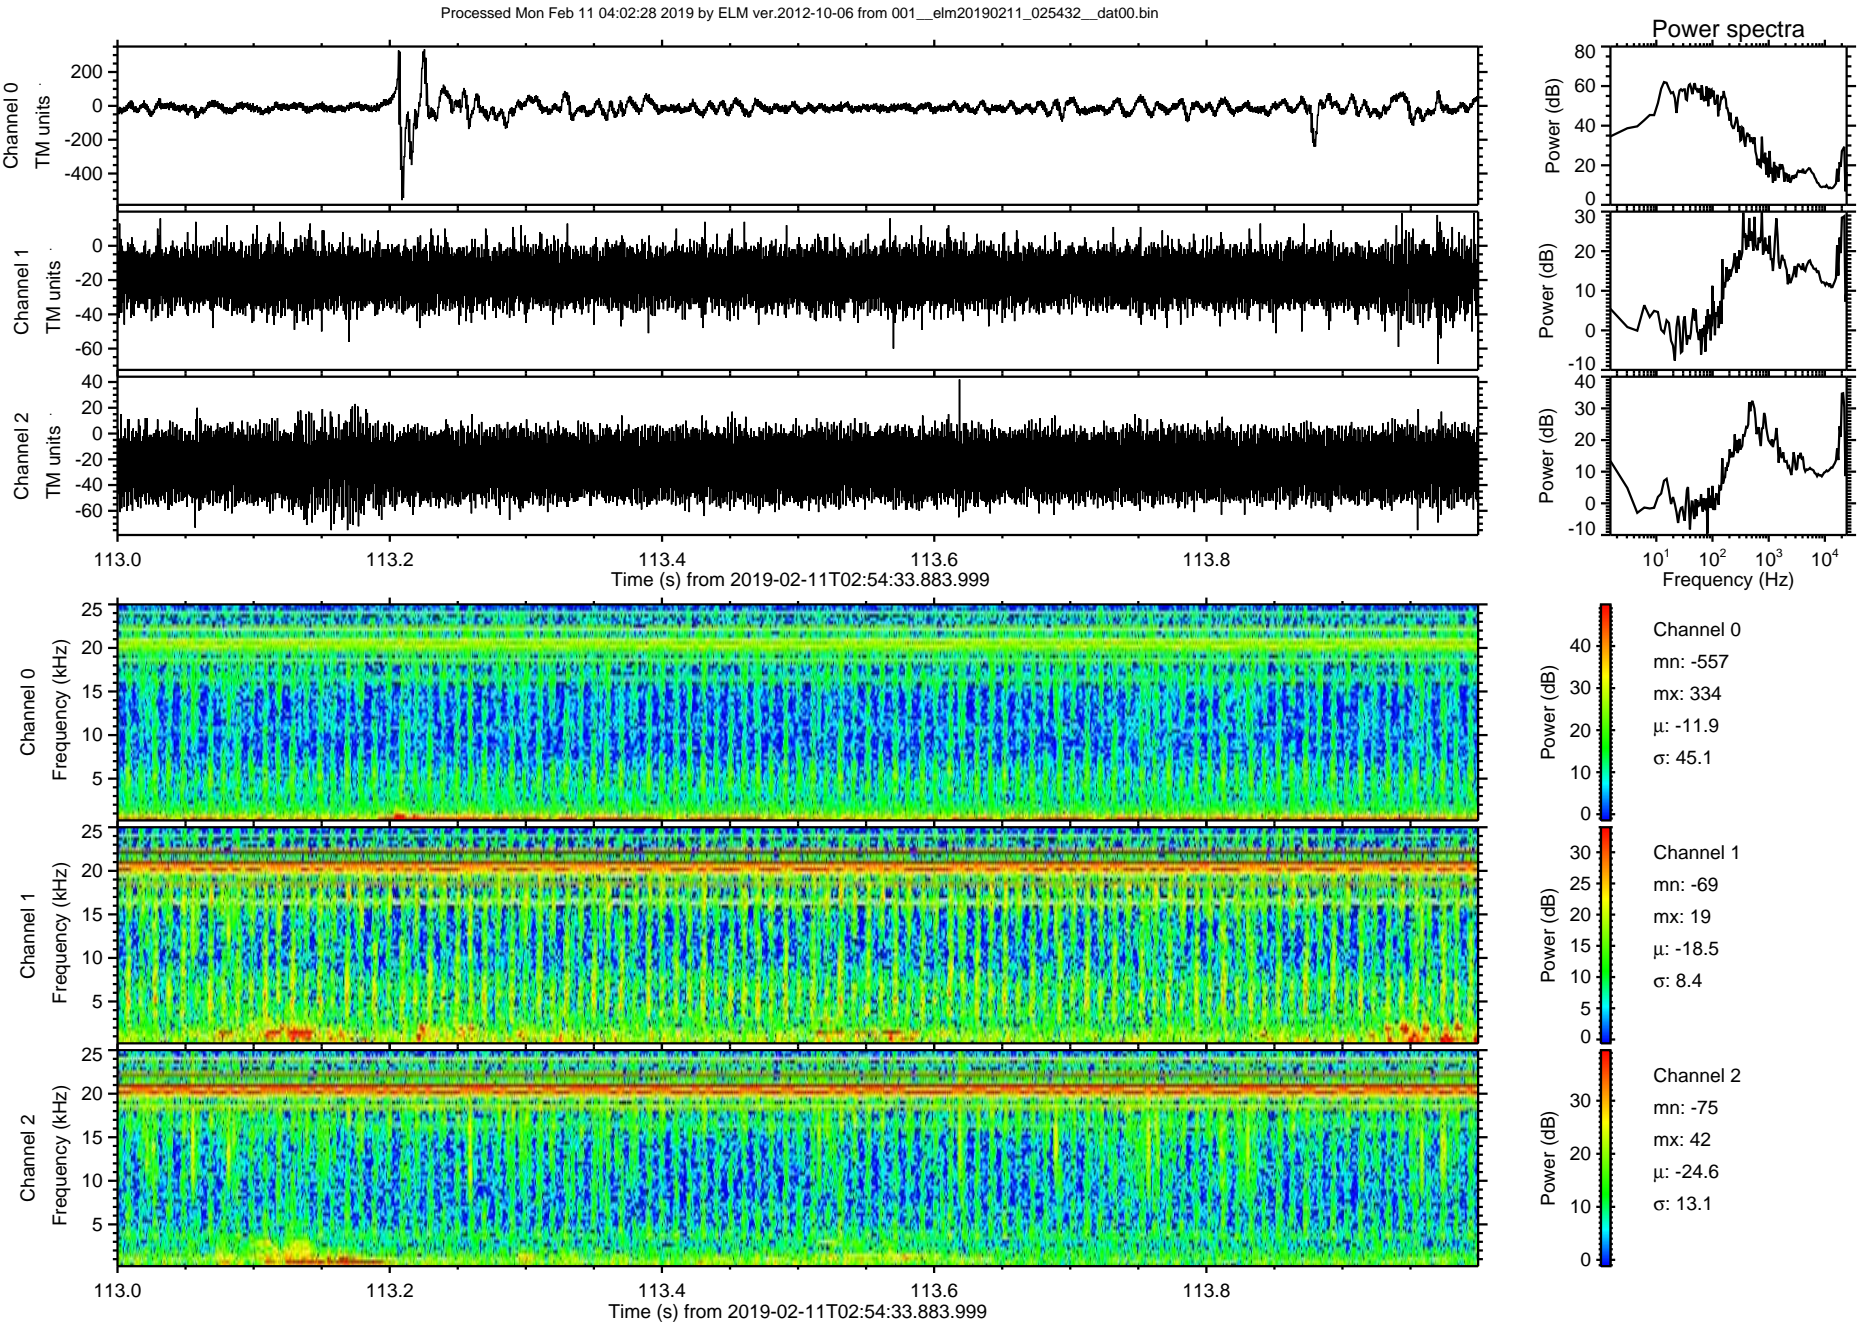 Processed Mon Feb 11 04:02:28 2019 by ELM ver.2012-10-06 from 001__elm20190211_025432__dat00.bin
Power spectra
Channel 0
TM units
200
0
-200
-400
Power (dB)
80
60
40
20
0
Channel 1
TM units
0
-20
-40
-60
Power (dB)
30
20
10
0
-10
Channel 2
TM units
40
20
0
-20
-40
-60
Power (dB)
40
30
20
10
0
-10
113.0 113.2 113.4 113.6 113.8
Time (s) from 2019-02-11T02:54:33.883.999
10¹ 10² 10³ 10⁴
Frequency (Hz)
Channel 0
Frequency (kHz)
25
20
15
10
5
Power (dB)
40
30
20
10
0
Channel 0
mn: -557
mx: 334
μ: -11.9
σ: 45.1
Channel 1
Frequency (kHz)
25
20
15
10
5
Power (dB)
30
25
20
15
10
5
0
Channel 1
mn: -69
mx: 19
μ: -18.5
σ: 8.4
Channel 2
Frequency (kHz)
25
20
15
10
5
Power (dB)
30
20
10
0
Channel 2
mn: -75
mx: 42
μ: -24.6
σ: 13.1
113.0 113.2 113.4 113.6 113.8
Time (s) from 2019-02-11T02:54:33.883.999